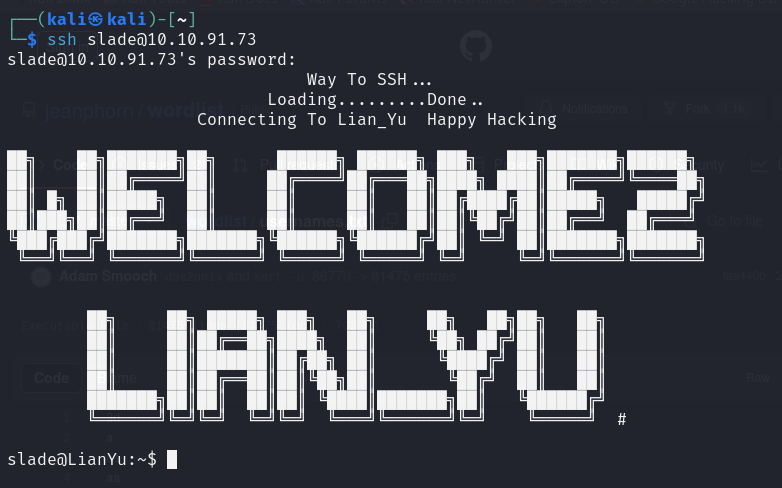 ┌──(kali㉿kali)-[~]
└─$ ssh slade@10.10.91.73
slade@10.10.91.73's password:
Way To SSH...
Loading.........Done..
Connecting To Lian_Yu  Happy Hacking
WELCOME2
LIAN_YU #
slade@LianYu:~$